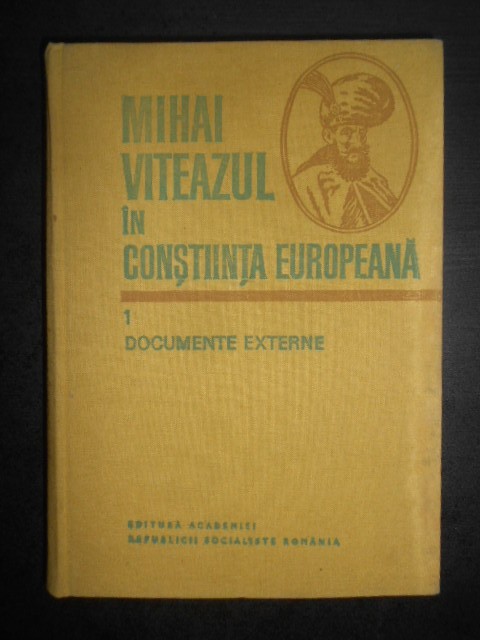 MIHAI
VITEAZUL
ÎN
CONȘTIINȚA EUROPEANĂ
1
DOCUMENTE EXTERNE
EDITURA ACADEMIEI
REPUBLICII SOCIALISTE ROMÂNIA